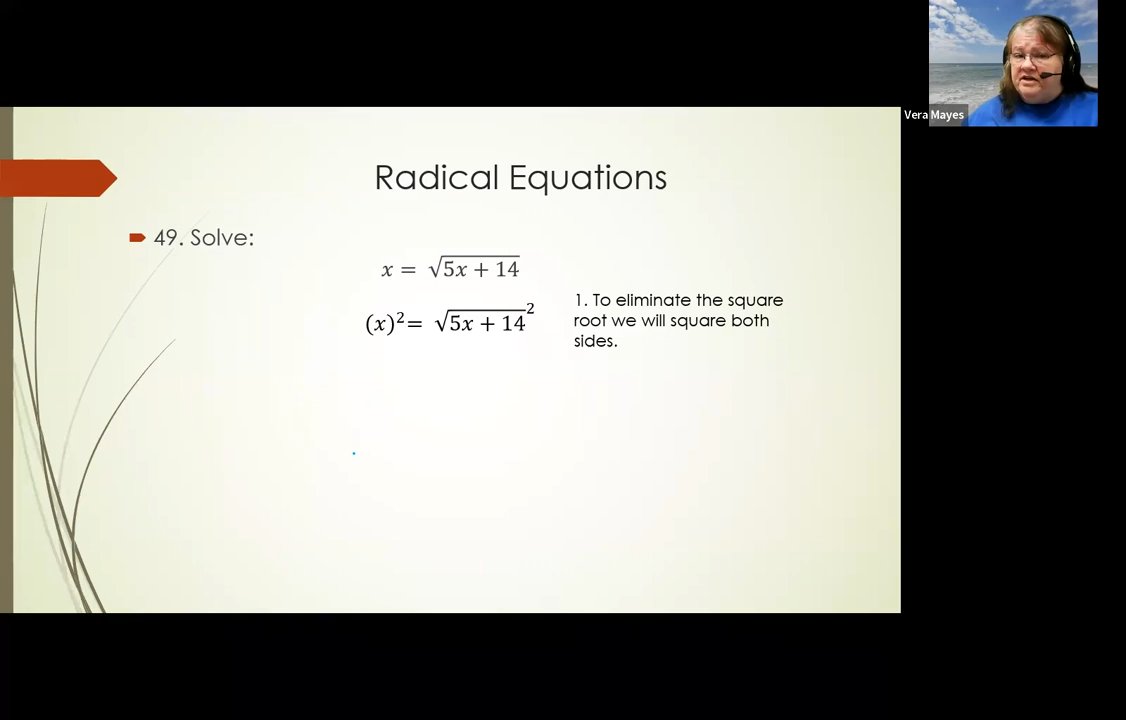 Vera Mayes
Radical Equations
49. Solve:
x = √5x + 14
(x)²= √5x + 14²
1. To eliminate the square
root we will square both
sides.